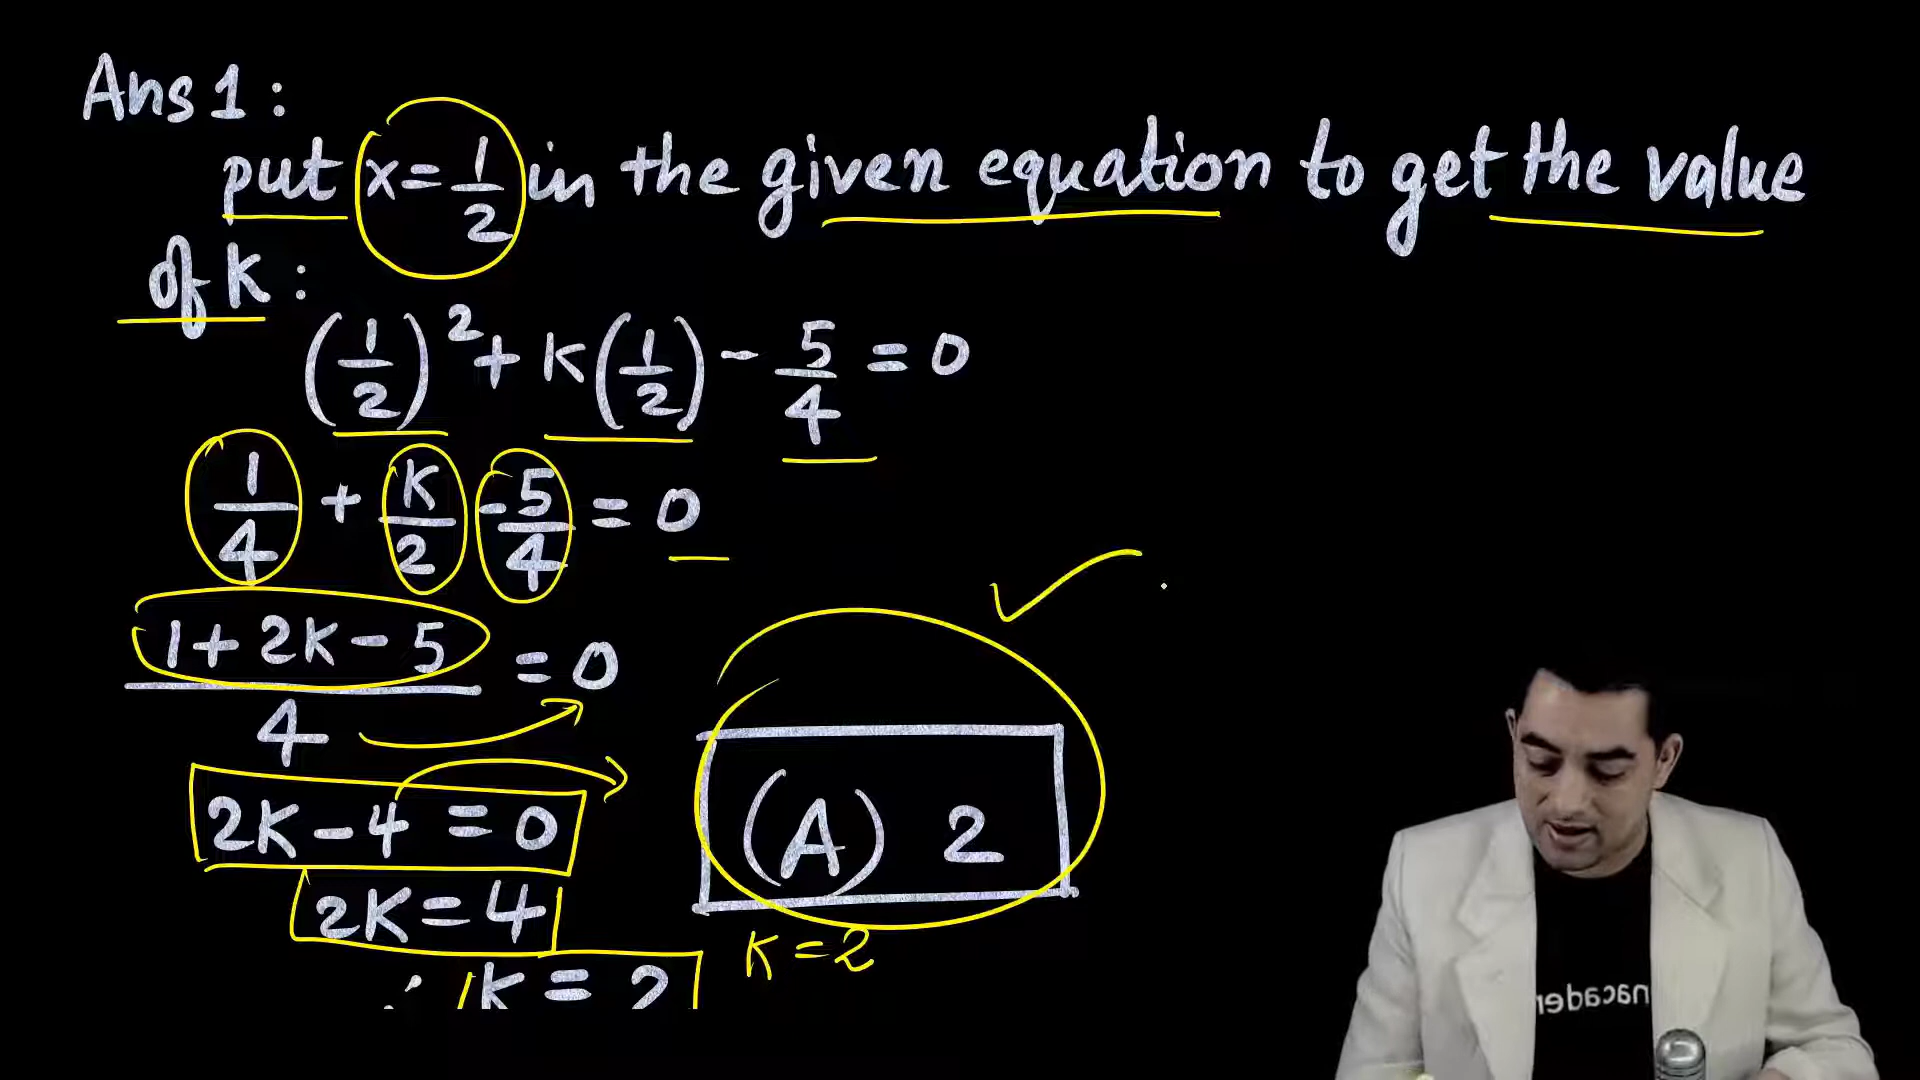 Ans 1:
put x = 1/2 in the given equation to get the value
of k:
(1/2)² + k(1/2) - 5/4 = 0
1/4 + k/2 - 5/4 = 0
(1 + 2k - 5)/4 = 0
2k - 4 = 0
2k = 4
∴ k = 2
(A) 2
k = 2